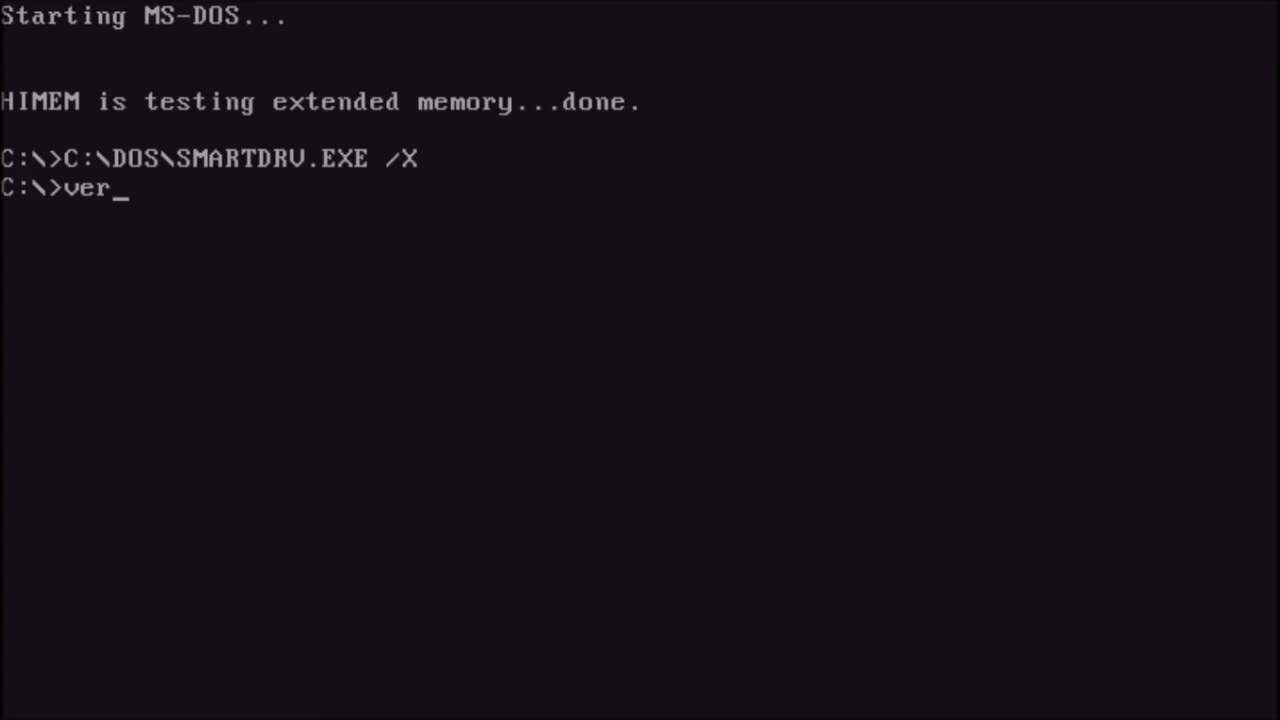 Starting MS-DOS...
HIMEM is testing extended memory...done.
C:\>C:\DOS\SMARTDRV.EXE /X
C:\>ver_